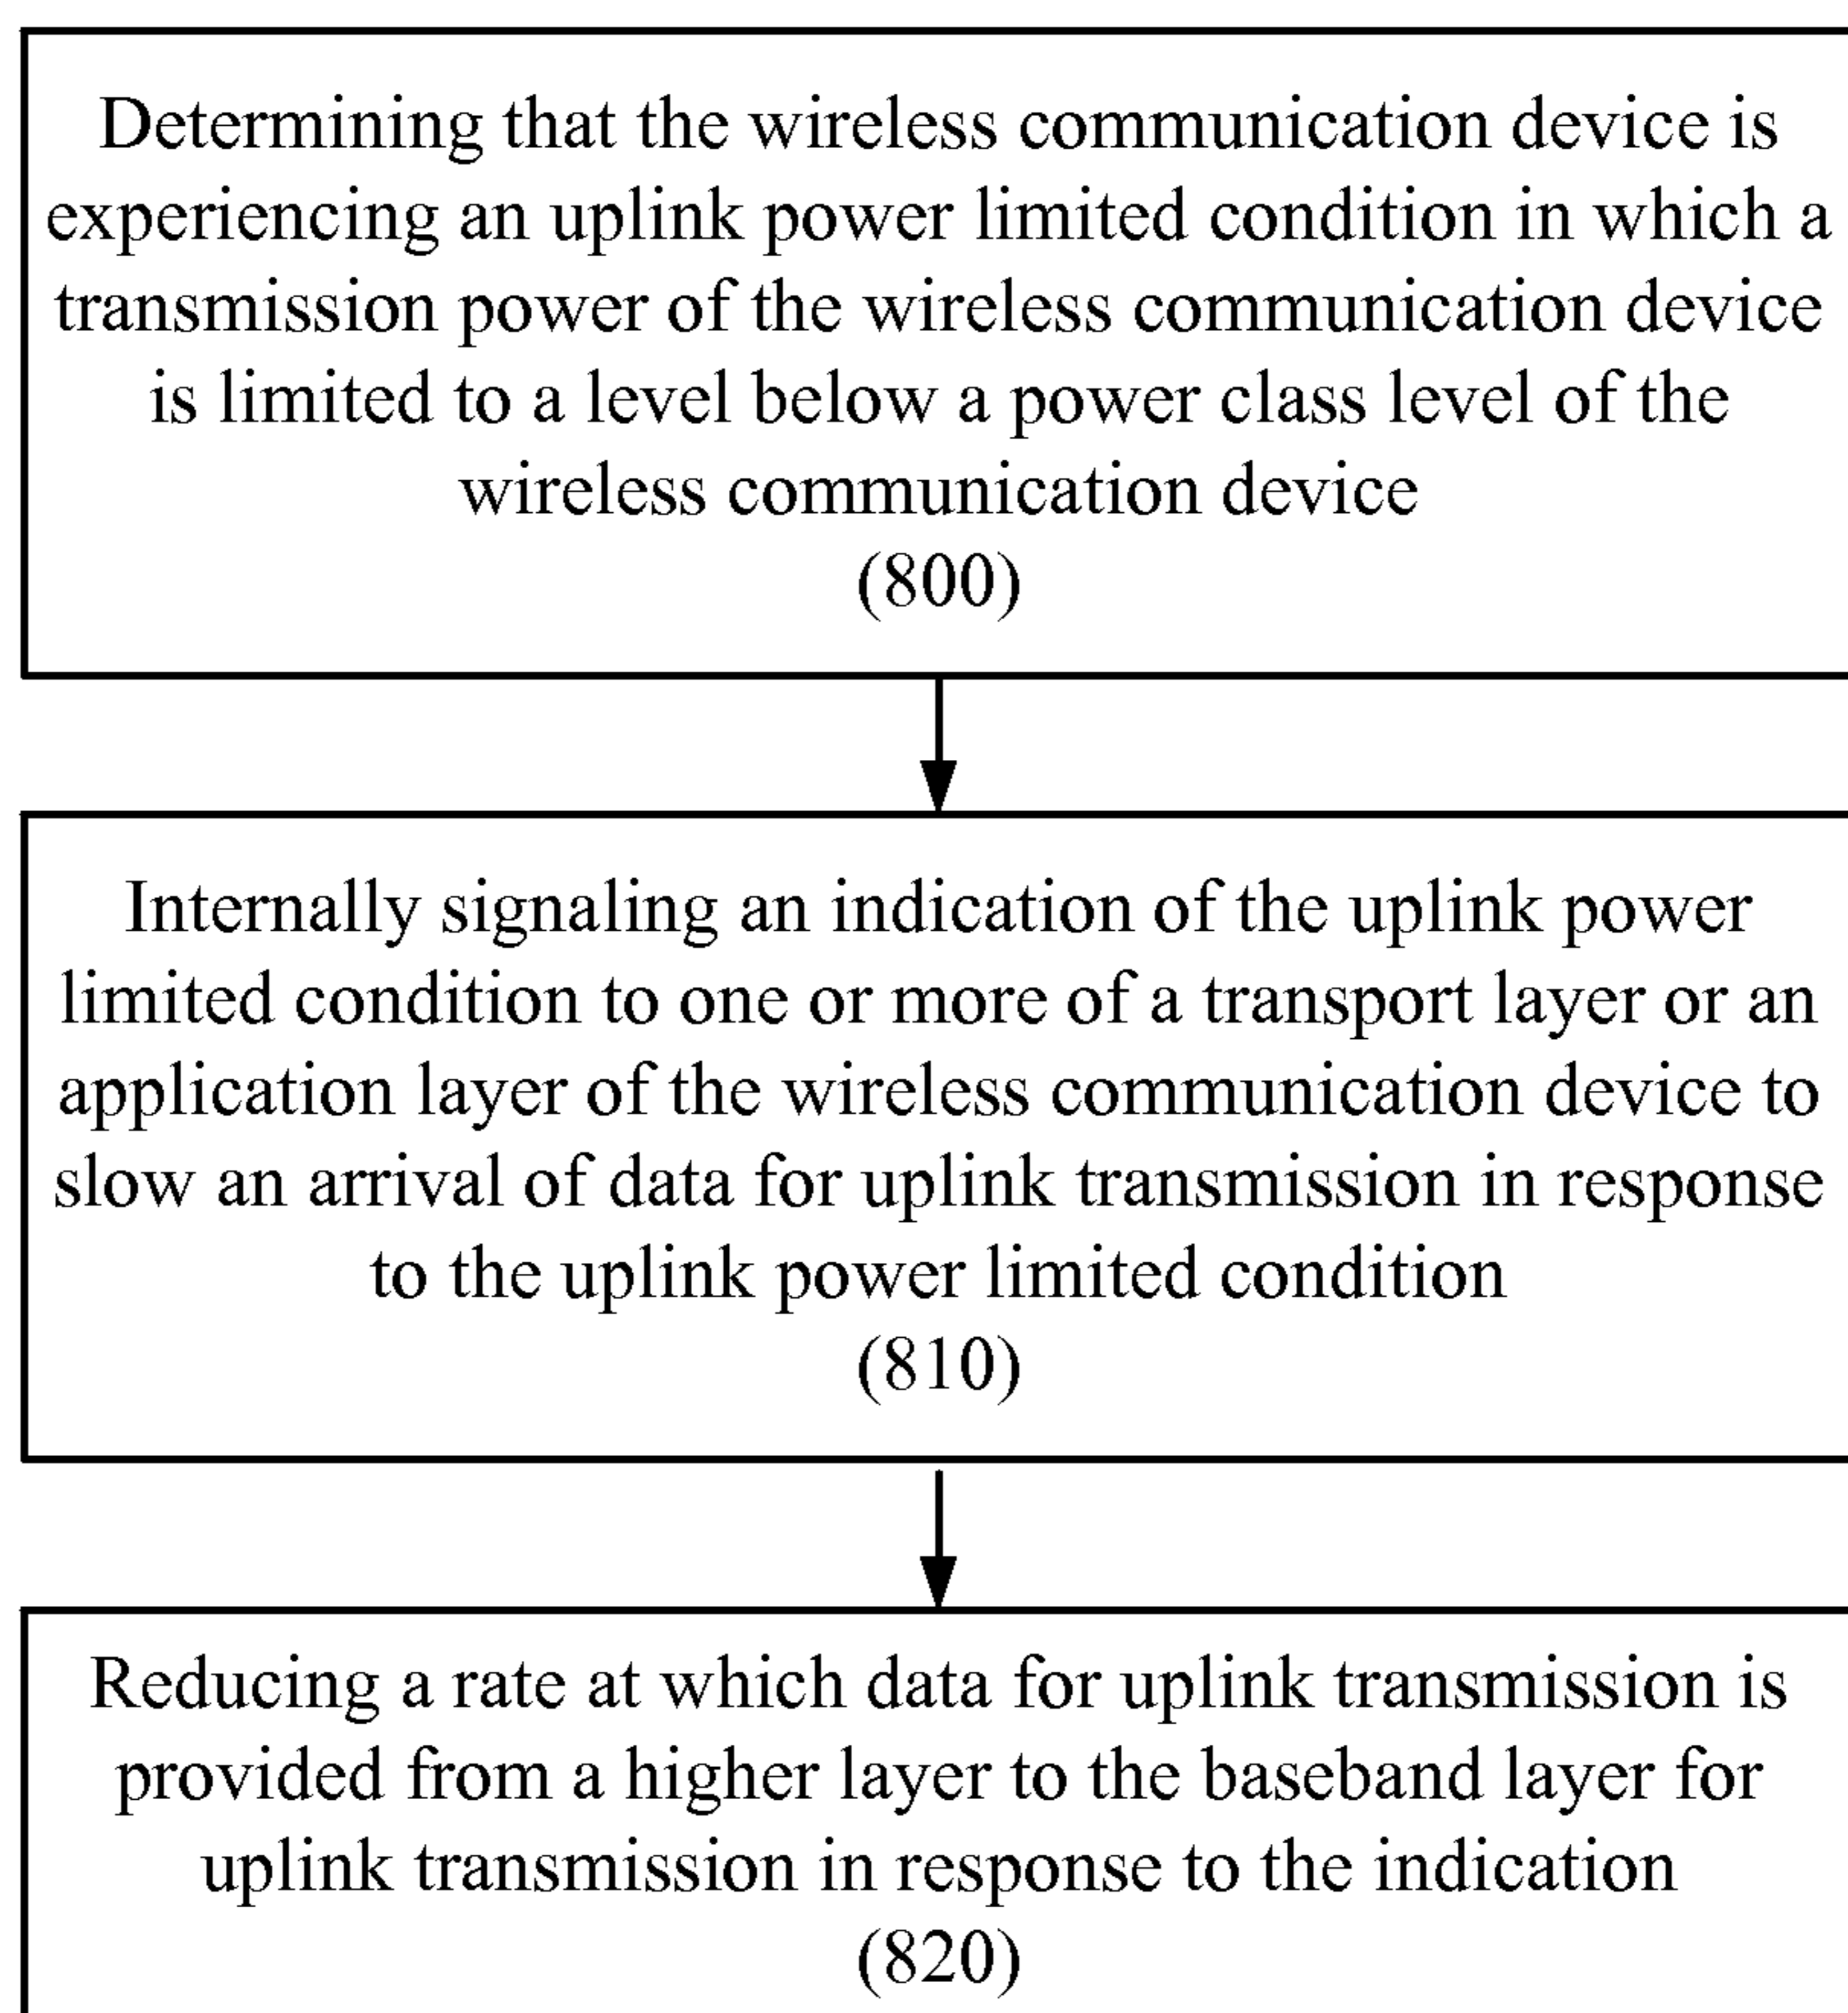 Determining that the wireless communication device is
experiencing an uplink power limited condition in which a
transmission power of the wireless communication device
is limited to a level below a power class level of the
wireless communication device
(800)
Internally signaling an indication of the uplink power
limited condition to one or more of a transport layer or an
application layer of the wireless communication device to
slow an arrival of data for uplink transmission in response
to the uplink power limited condition
(810)
Reducing a rate at which data for uplink transmission is
provided from a higher layer to the baseband layer for
uplink transmission in response to the indication
(820)